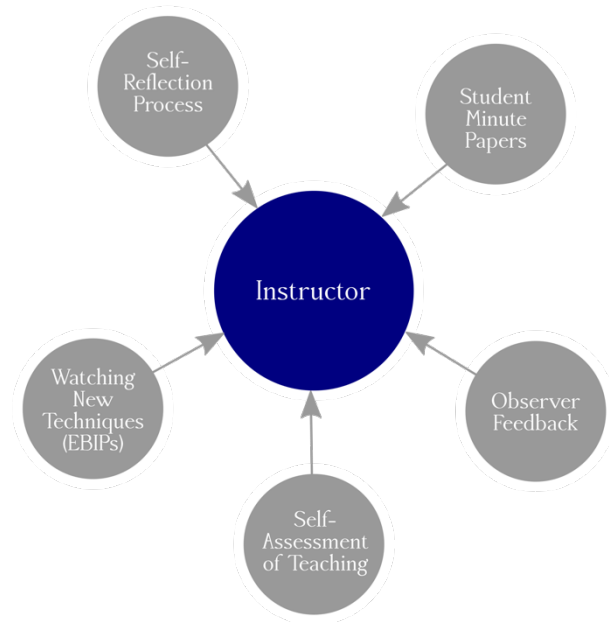 Self-
Reflection
Process
Student
Minute
Papers
Instructor
Watching
New
Techniques
(EBIPs)
Observer
Feedback
Self-
Assessment
of Teaching